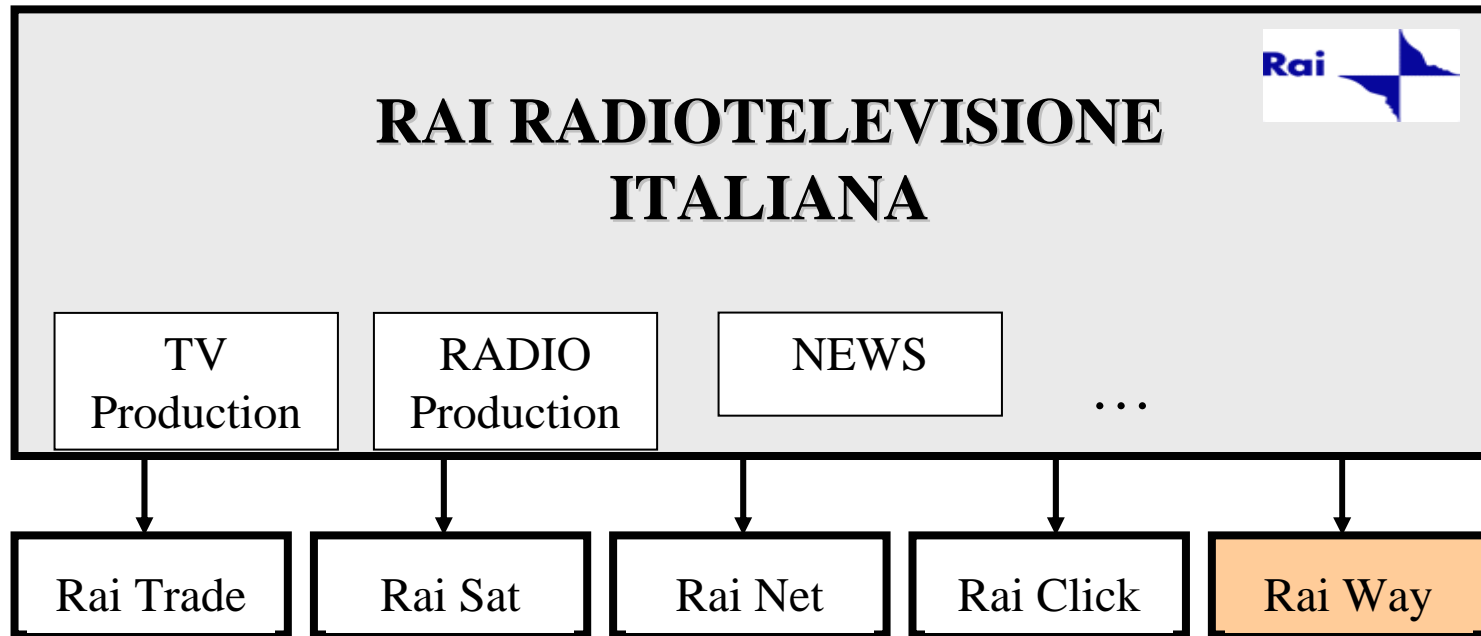 Rai
RAI RADIOTELEVISIONE
ITALIANA
TV
Production
RADIO
Production
NEWS
...
Rai Trade
Rai Sat
Rai Net
Rai Click
Rai Way